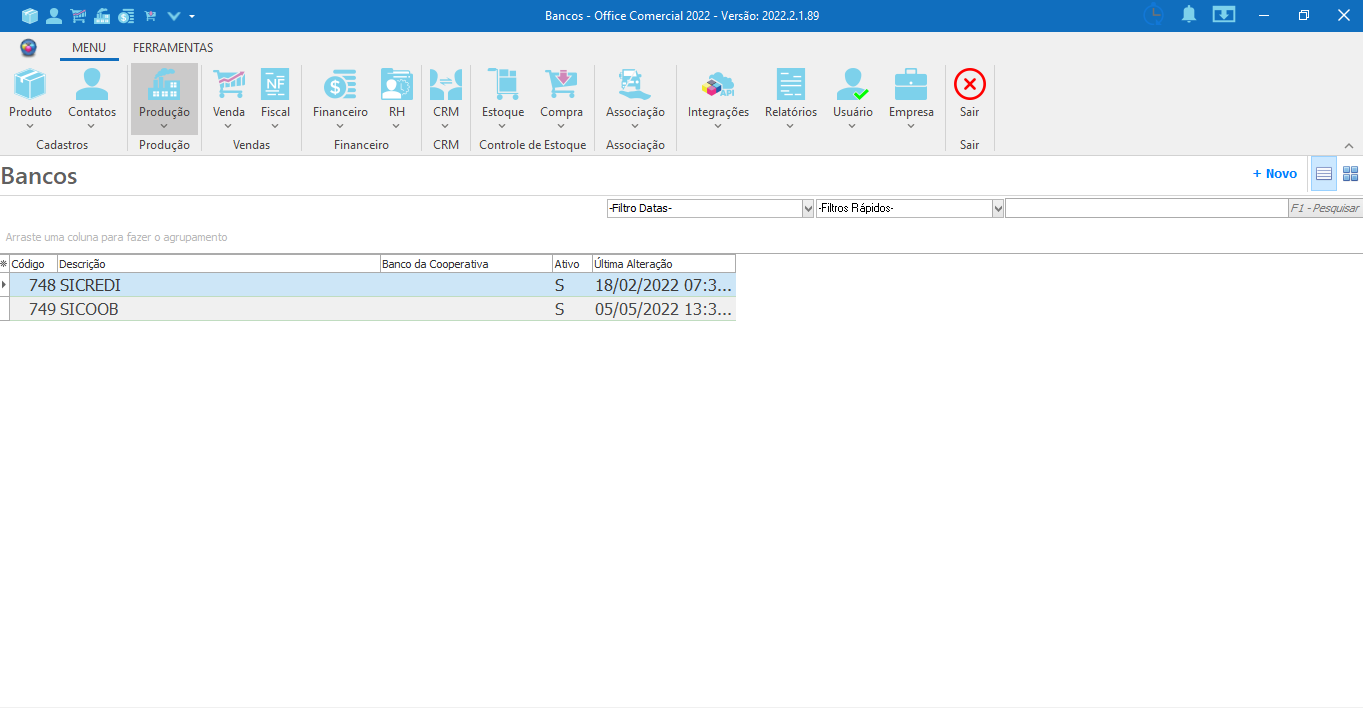 Bancos - Office Comercial 2022 - Versão: 2022.2.1.89
MENU FERRAMENTAS
NF API
Produto Contatos Produção Venda Fiscal Financeiro RH CRM Estoque Compra Associação Integrações Relatórios Usuário Empresa Sair
Cadastros Produção Vendas Financeiro CRM Controle de Estoque Associação Sair
Bancos + Novo
-Filtro Datas- -Filtros Rápidos- F1 - Pesquisar
Arraste uma coluna para fazer o agrupamento
Código Descrição Banco da Cooperativa Ativo Última Alteração
748 SICREDI S 18/02/2022 07:3...
749 SICOOB S 05/05/2022 13:3...